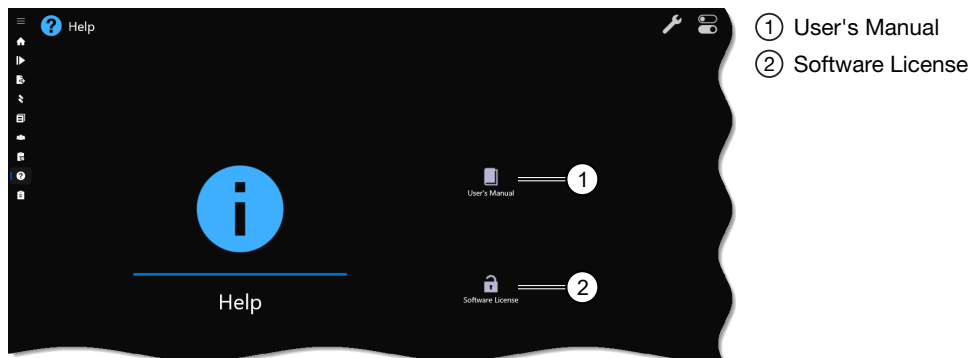 Help
User's Manual
1
Software License
2
Help
1 User's Manual
2 Software License